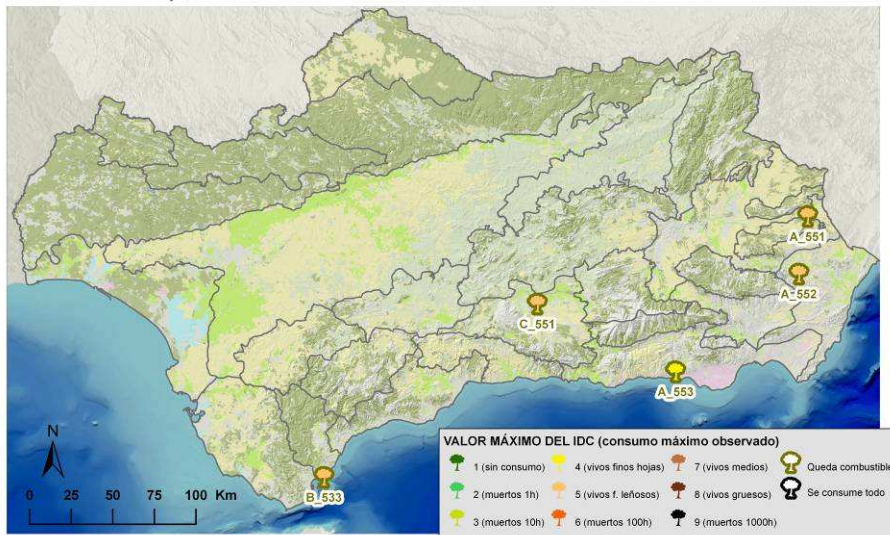 A_551
A_552
C_551
A_553
B_533
N
0 25 50 100 Km
VALOR MÁXIMO DEL IDC (consumo máximo observado)
1 (sin consumo) 4 (vivos finos hojas) 7 (vivos medios) Queda combustible
2 (muertos 1h) 5 (vivos f. leñosos) 8 (vivos gruesos) Se consume todo
3 (muertos 10h) 6 (muertos 100h) 9 (muertos 1000h)